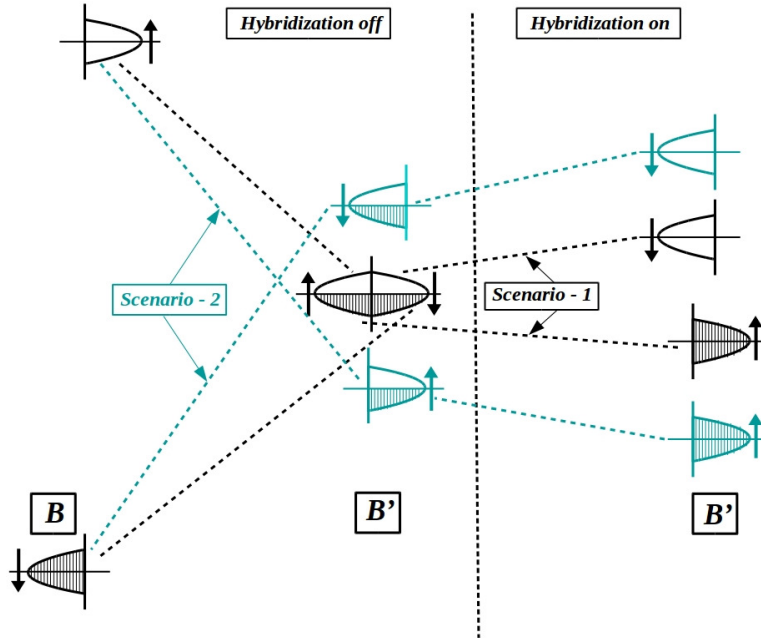 Hybridization off
Hybridization on
Scenario - 2
Scenario - 1
B
B’
B’